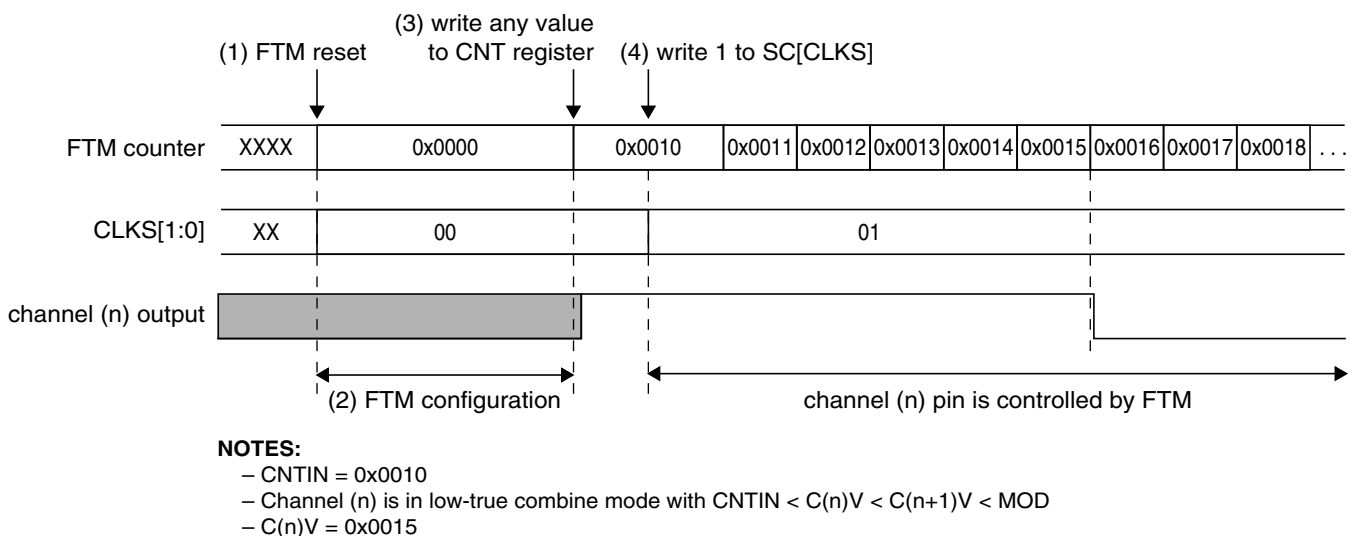 (3) write any value
(1) FTM reset to CNT register (4) write 1 to SC[CLKS]
FTM counter XXXX 0x0000 0x0010 0x0011 0x0012 0x0013 0x0014 0x0015 0x0016 0x0017 0x0018 . . .
CLKS[1:0] XX 00 01
channel (n) output
(2) FTM configuration channel (n) pin is controlled by FTM
NOTES:
– CNTIN = 0x0010
– Channel (n) is in low-true combine mode with CNTIN < C(n)V < C(n+1)V < MOD
– C(n)V = 0x0015